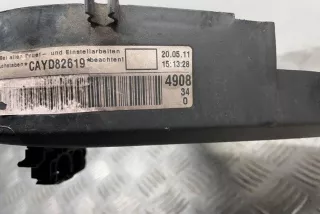 Bei allen Prüf- und Einstellarbeiten
CAYD82619 beachten!
20.05.11
15:13:28
4908
34
0